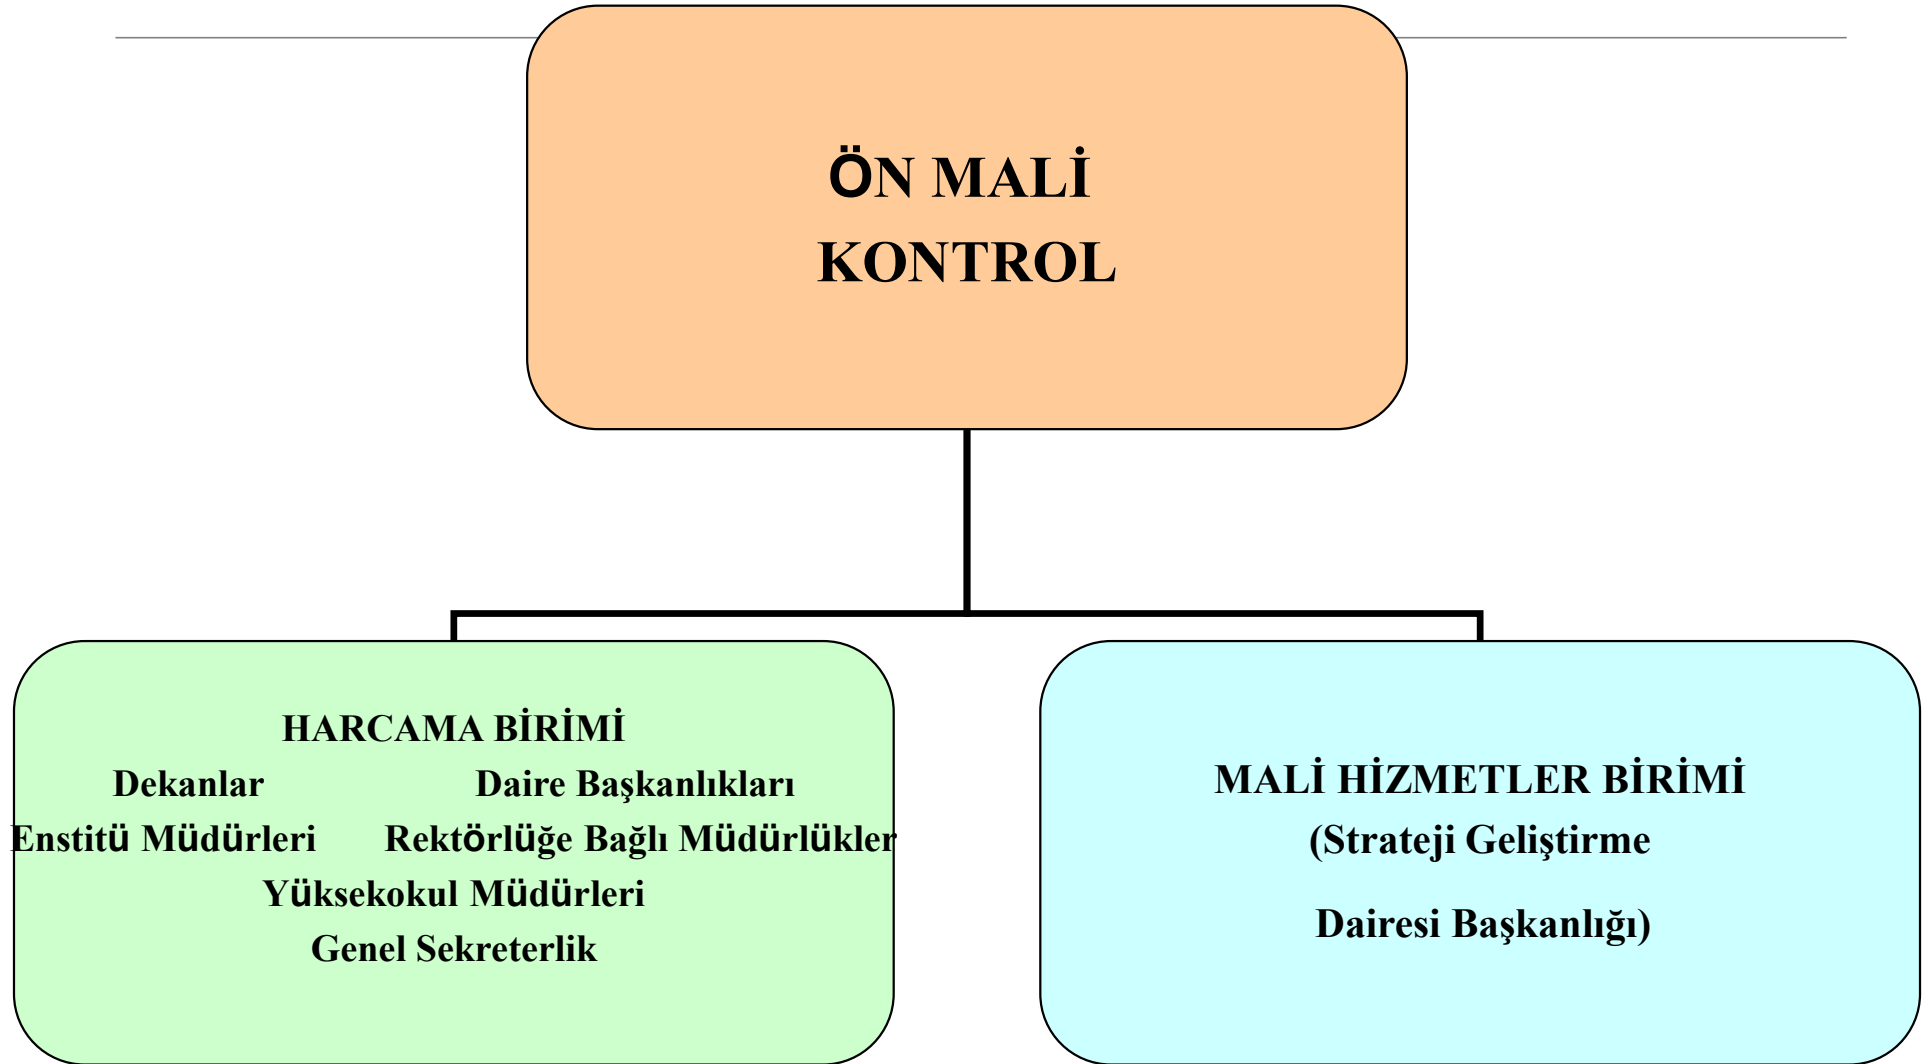 ÖN MALİ
KONTROL
HARCAMA BİRİMİ
Dekanlar Daire Başkanlıkları
Enstitü Müdürleri Rektörlüğe Bağlı Müdürlükler
Yüksekokul Müdürleri
Genel Sekreterlik
MALİ HİZMETLER BİRİMİ
(Strateji Geliştirme
Dairesi Başkanlığı)